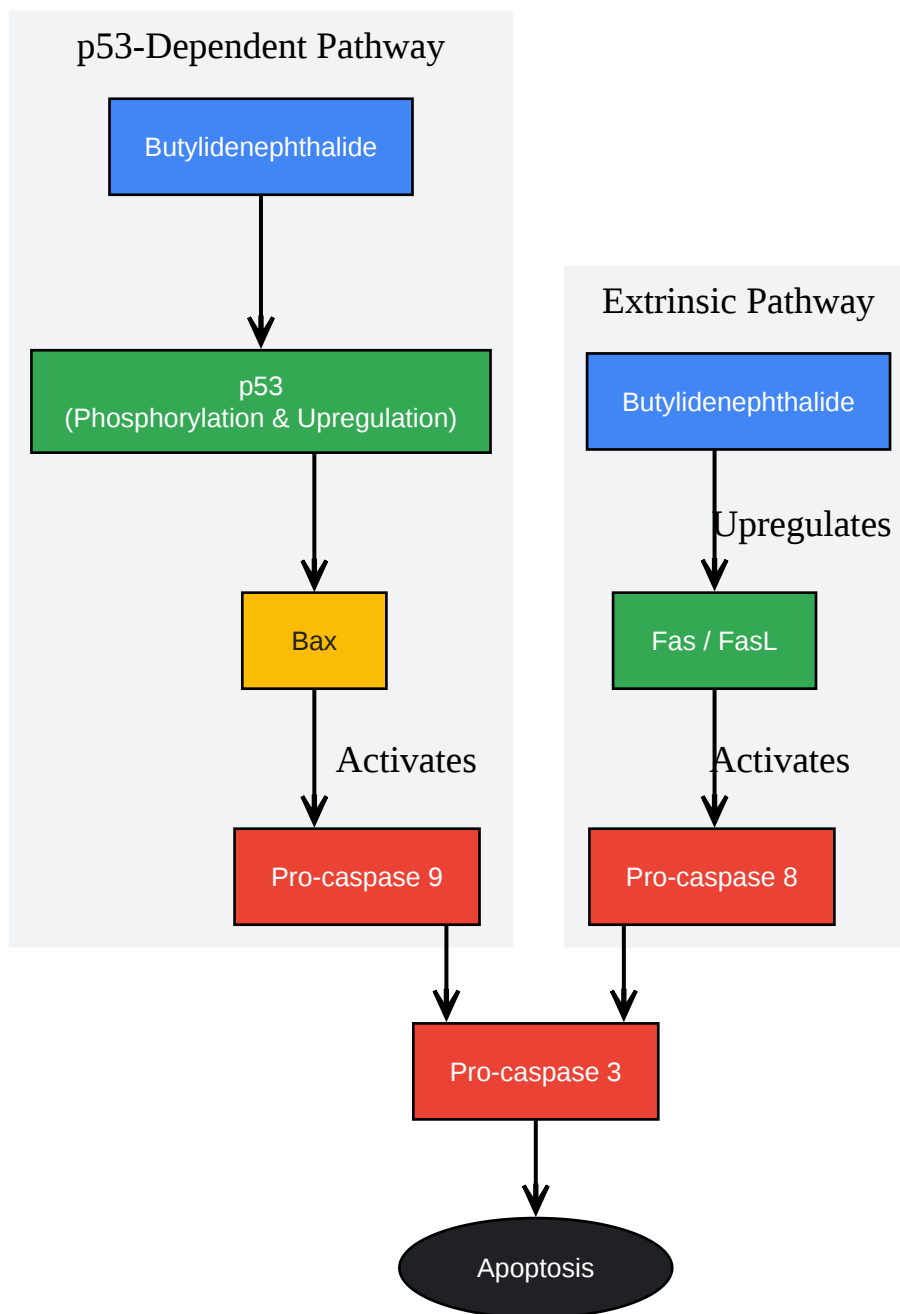 p53-Dependent Pathway
Butylidenephthalide
p53
(Phosphorylation & Upregulation)
Bax
Activates
Pro-caspase 9
Extrinsic Pathway
Butylidenephthalide
Upregulates
Fas / FasL
Activates
Pro-caspase 8
Pro-caspase 3
Apoptosis